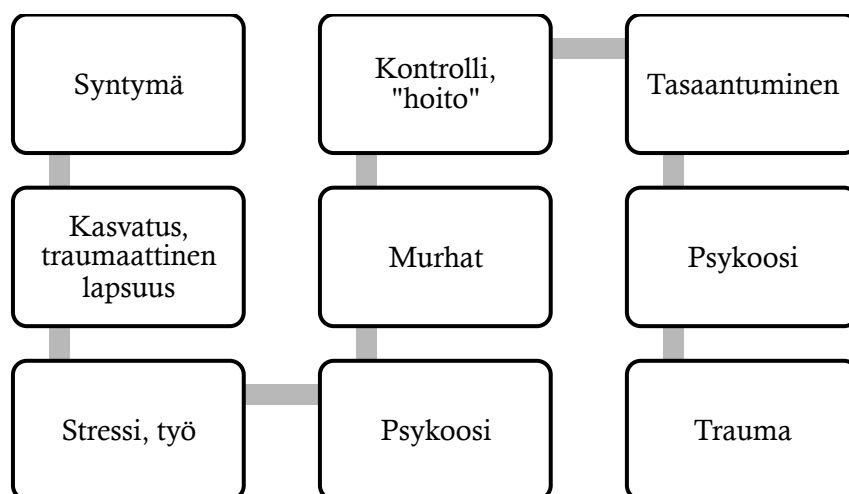 Syntymä
Kasvatus,
traumaattinen
lapsuus
Stressi, työ
Psykoosi
Murhat
Kontrolli,
"hoito"
Tasaantuminen
Psykoosi
Trauma